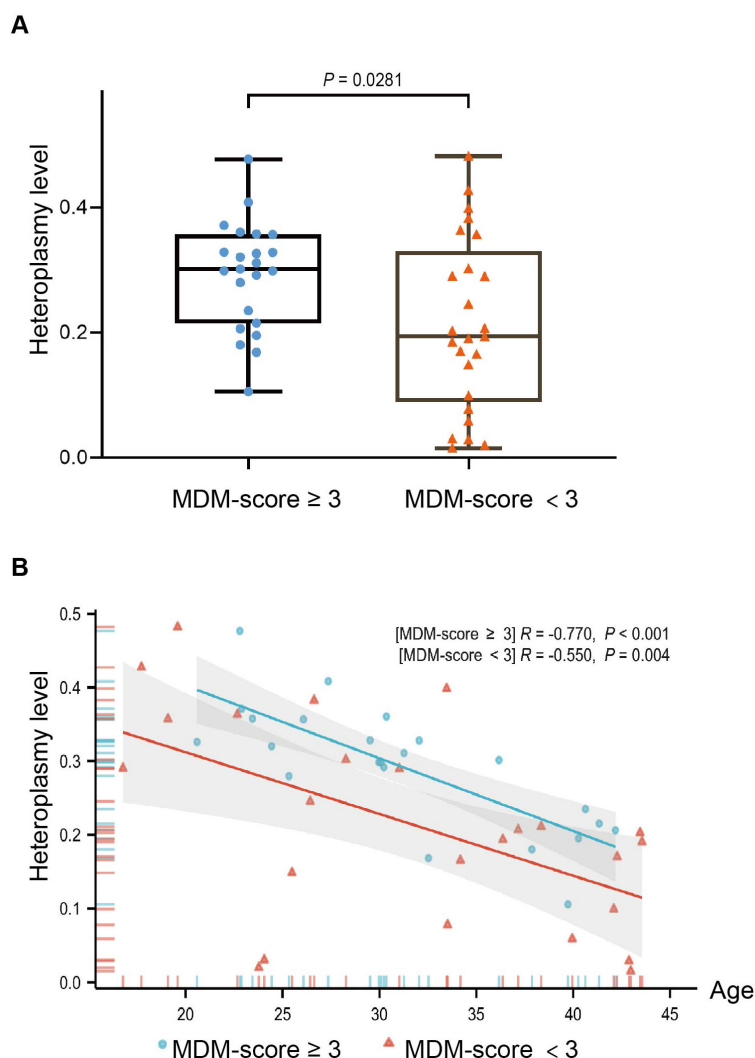 A
P = 0.0281
Heteroplasmy level
0.4
0.2
0.0
MDM-score ≥ 3
MDM-score < 3
B
0.5
0.4
0.3
0.2
0.1
0.0
Heteroplasmy level
[MDM-score ≥ 3] R = -0.770, P < 0.001
[MDM-score < 3] R = -0.550, P = 0.004
20 25 30 35 40 45
Age
MDM-score ≥ 3 MDM-score < 3